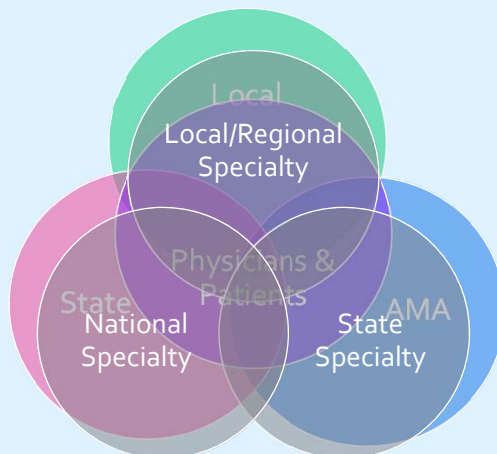 Local
Local/Regional
Specialty
Physicians &
Patients
State
AMA
National
Specialty
State
Specialty